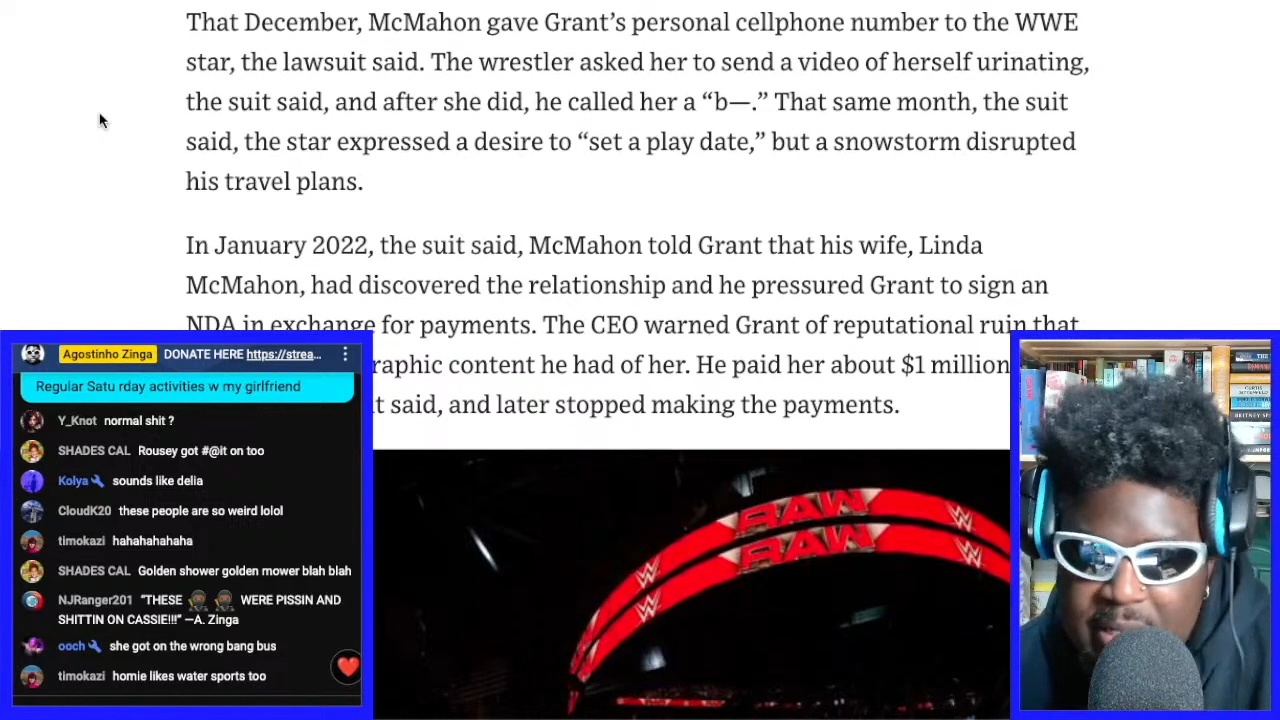 That December, McMahon gave Grant’s personal cellphone number to the WWE
star, the lawsuit said. The wrestler asked her to send a video of herself urinating,
the suit said, and after she did, he called her a “b—.” That same month, the suit
said, the star expressed a desire to “set a play date,” but a snowstorm disrupted
his travel plans.
In January 2022, the suit said, McMahon told Grant that his wife, Linda
McMahon, had discovered the relationship and he pressured Grant to sign an
NDA in exchange for payments. The CEO warned Grant of reputational ruin that
raphic content he had of her. He paid her about $1 million
t said, and later stopped making the payments.
Agostinho Zinga DONATE HERE https://strea...
Regular Satu rday activities w my girlfriend
Y_Knot normal shit ?
SHADES CAL Rousey got #@it on too
Kolya sounds like delia
CloudK20 these people are so weird lolol
timokazi hahahahahaha
SHADES CAL Golden shower golden mower blah blah
NJRanger201 “THESE 🥷🏿 🥷🏿 WERE PISSIN AND
SHITTIN ON CASSIE!!!” —A. Zinga
ooch she got on the wrong bang bus
timokazi homie likes water sports too
RAW
RAW